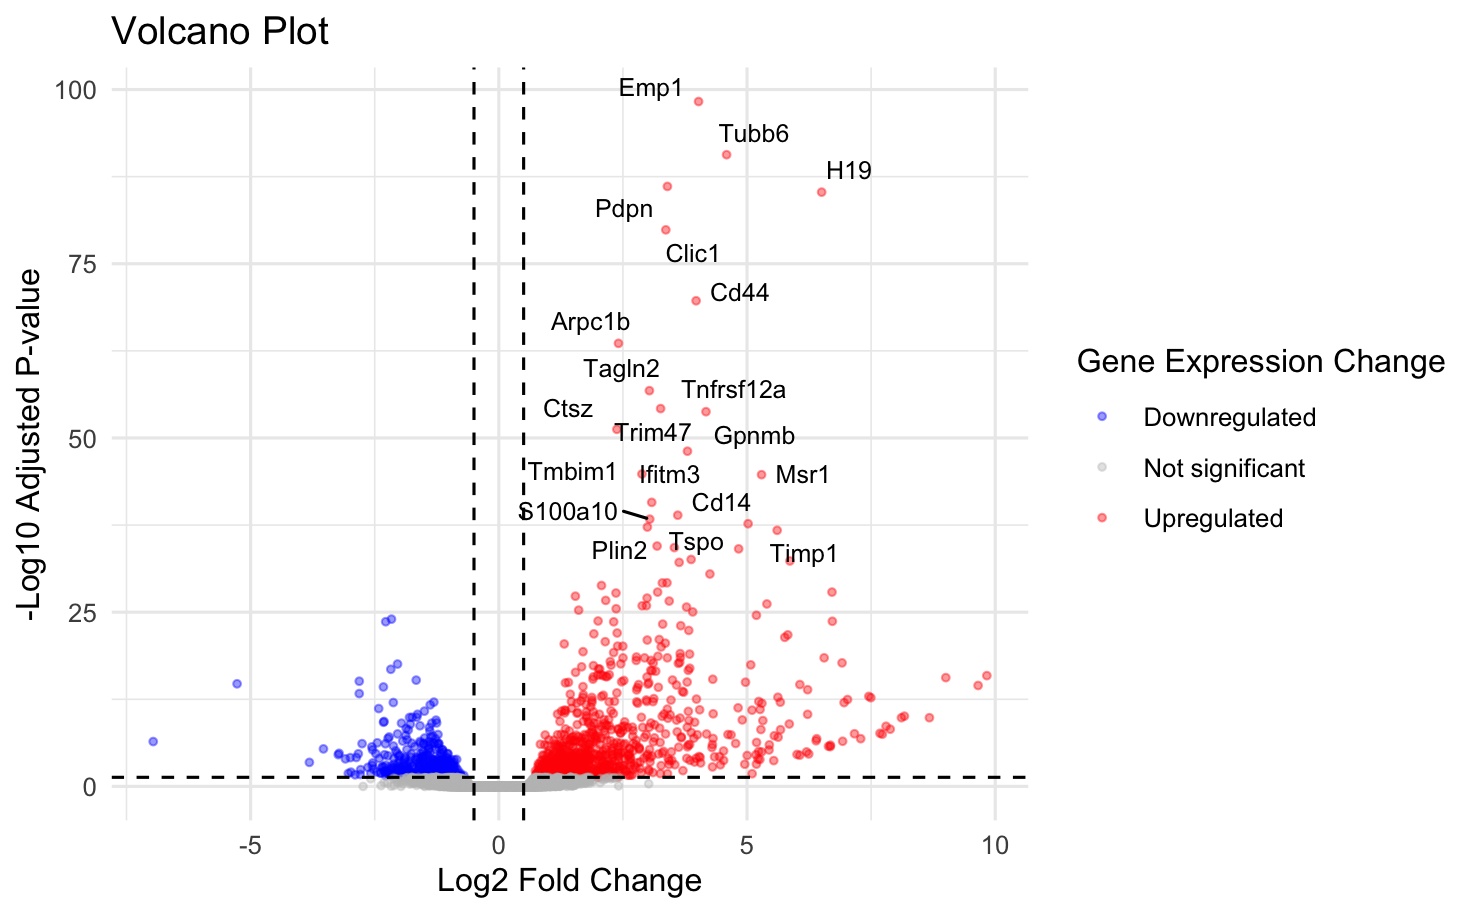 Volcano Plot
Emp1
Tubb6
H19
Pdpn
Clic1
Cd44
Arpc1b
Tagln2
Tnfrsf12a
Ctsz
Trim47
Gpnmb
Tmbim1
Ifitm3
Msr1
Cd14
S100a10
Tspo
Plin2
Timp1
100
75
50
25
0
-Log10 Adjusted P-value
-5
0
5
10
Log2 Fold Change
Gene Expression Change
Downregulated
Not significant
Upregulated